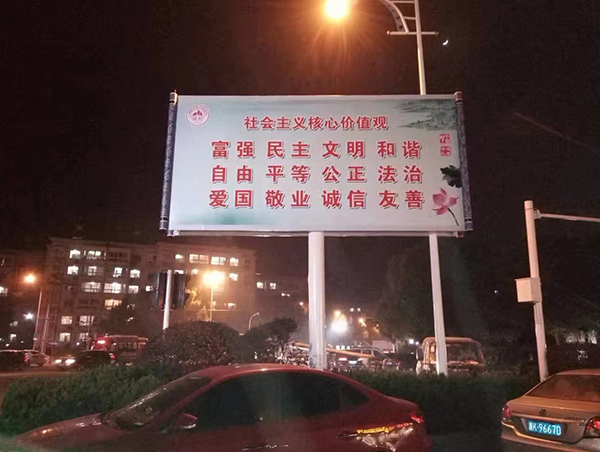 社会主义核心价值观
富强 民主 文明 和谐
自由 平等 公正 法治
爱国 敬业 诚信 友善
K·9667D